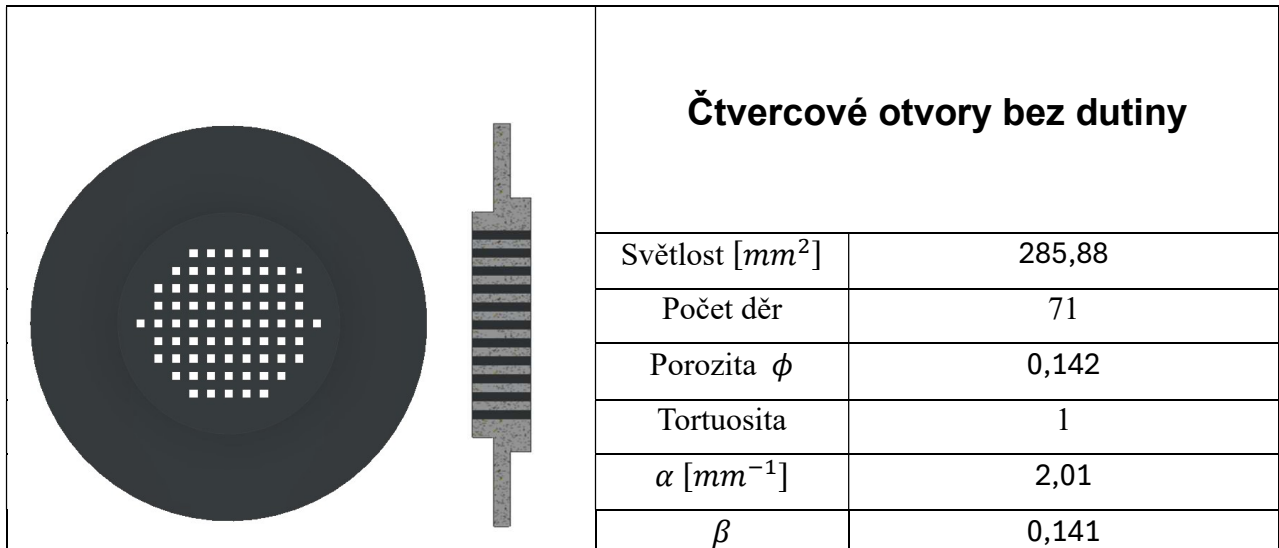 Čtvercové otvory bez dutiny
Světlost [mm²] 285,88
Počet děr 71
Porozita ϕ 0,142
Tortuosita 1
α [mm⁻¹] 2,01
β 0,141